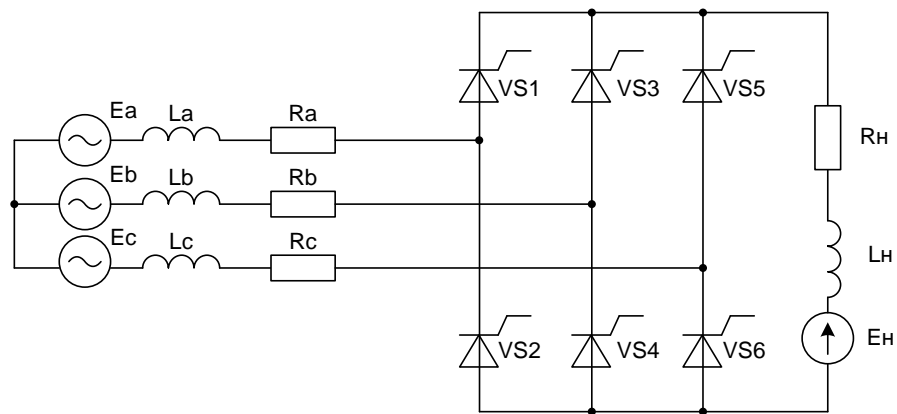 VS1
VS3
VS5
Ea
La
Ra
Rн
Eb
Lb
Rb
Ec
Lc
Rc
Lн
VS2
VS4
VS6
Eн